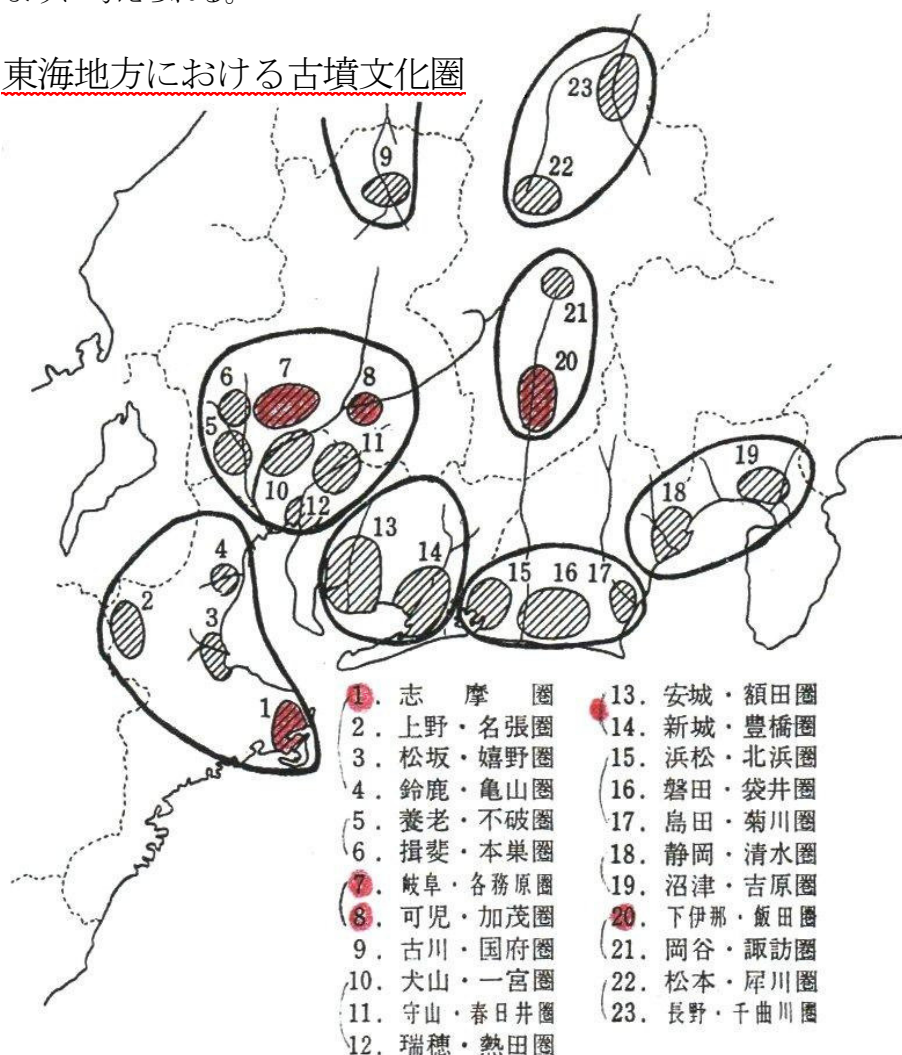 ように考えられる。
東海地方における古墳文化圏
23
9
22
21
20
6
7
8
5
11
10
12
19
18
13
14
15
16
17
4
2
3
1
1. 志摩圏
2. 上野・名張圏
3. 松坂・嬉野圏
4. 鈴鹿・亀山圏
5. 養老・不破圏
6. 揖斐・本巣圏
7. 岐阜・各務原圏
8. 可児・加茂圏
9. 古川・国府圏
10. 犬山・一宮圏
11. 守山・春日井圏
12. 瑞穂・熱田圏
13. 安城・額田圏
14. 新城・豊橋圏
15. 浜松・北浜圏
16. 磐田・袋井圏
17. 島田・菊川圏
18. 静岡・清水圏
19. 沼津・吉原圏
20. 下伊那・飯田圏
21. 岡谷・諏訪圏
22. 松本・犀川圏
23. 長野・千曲川圏